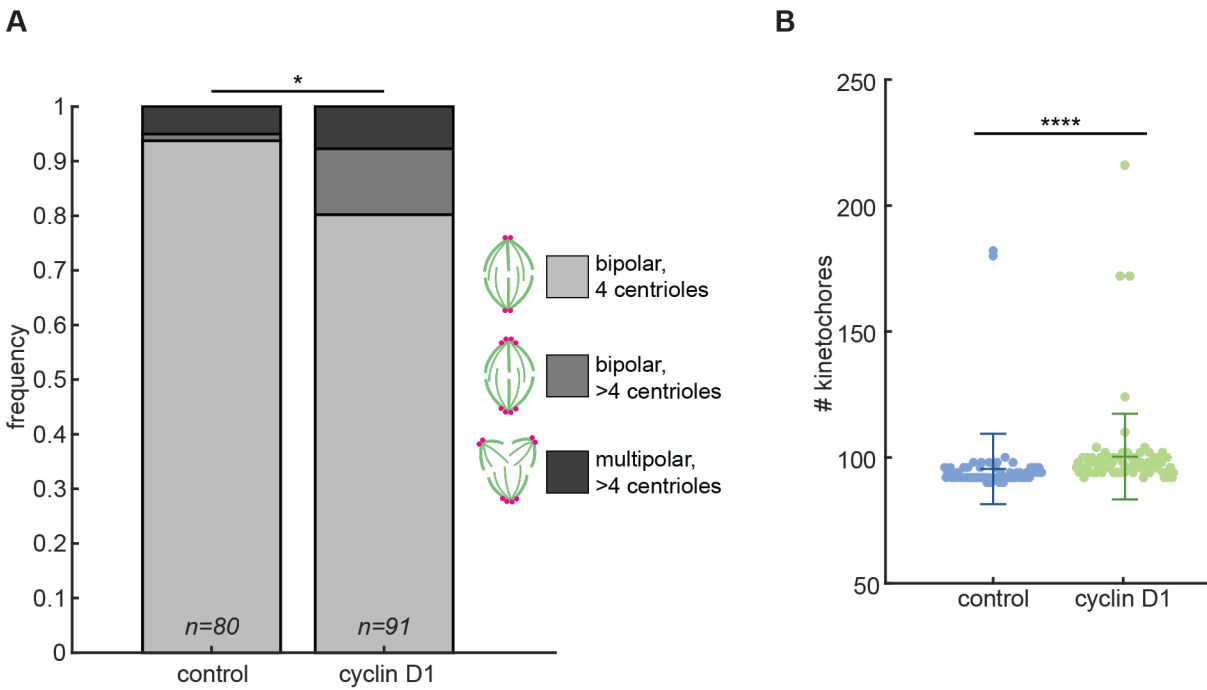 A
*
1
0.9
0.8
0.7
0.6
0.5
0.4
0.3
0.2
0.1
0
frequency
n=80
n=91
control
cyclin D1
bipolar,
4 centrioles
bipolar,
>4 centrioles
multipolar,
>4 centrioles
B
****
250
200
150
100
50
# kinetochores
control
cyclin D1